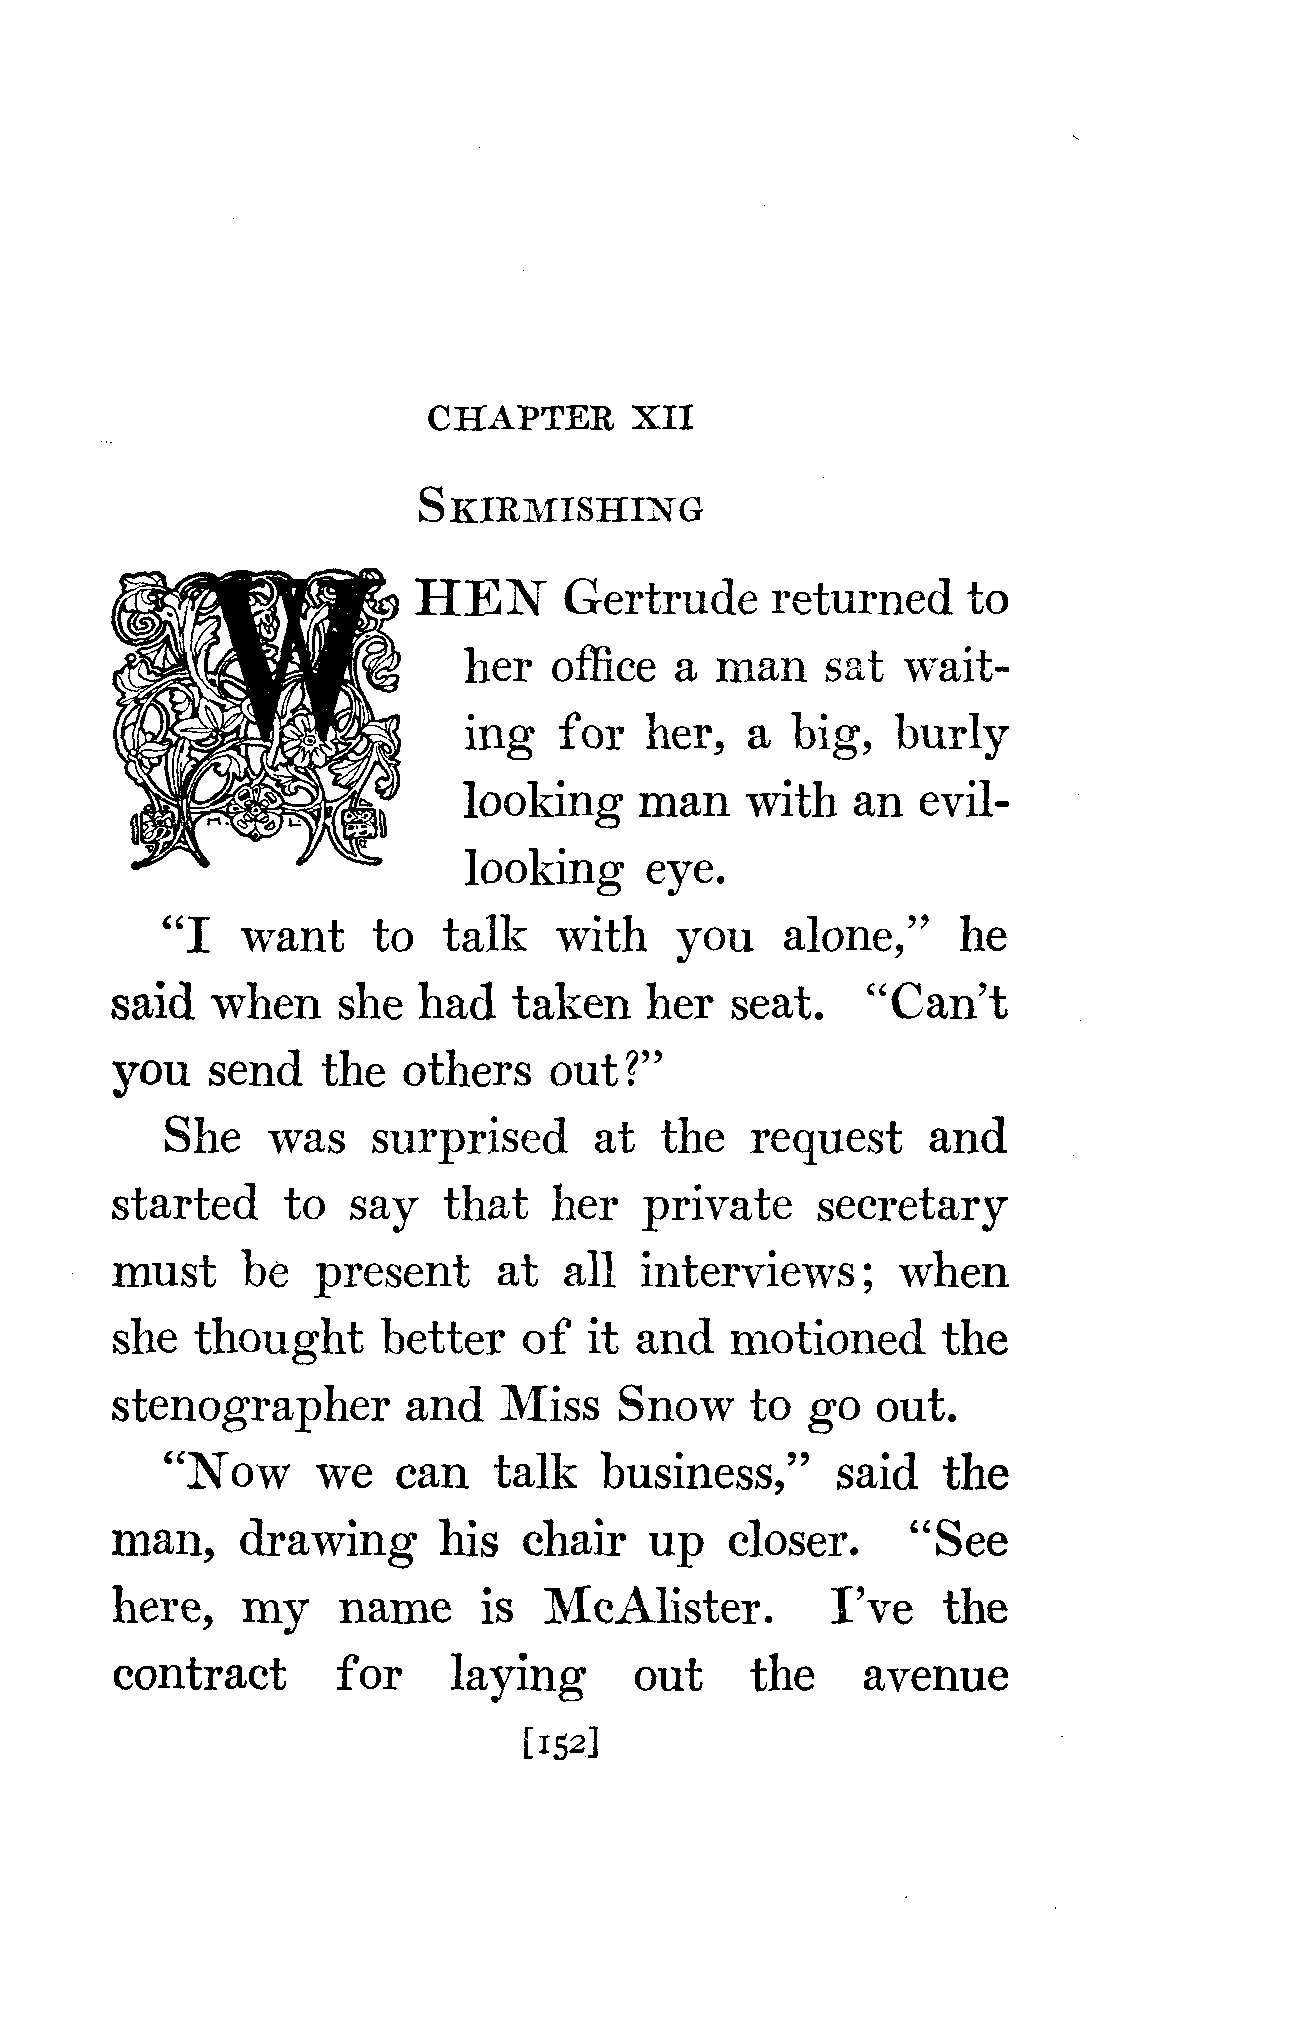 CHAPTER XII
SKIRMISHING
WHEN Gertrude returned to
her office a man sat wait-
ing for her, a big, burly
looking man with an evil-
looking eye.
“I want to talk with you alone,” he
said when she had taken her seat. “Can’t
you send the others out?”
She was surprised at the request and
started to say that her private secretary
must be present at all interviews; when
she thought better of it and motioned the
stenographer and Miss Snow to go out.
“Now we can talk business,” said the
man, drawing his chair up closer. “See
here, my name is McAlister. I’ve the
contract for laying out the avenue
[152]